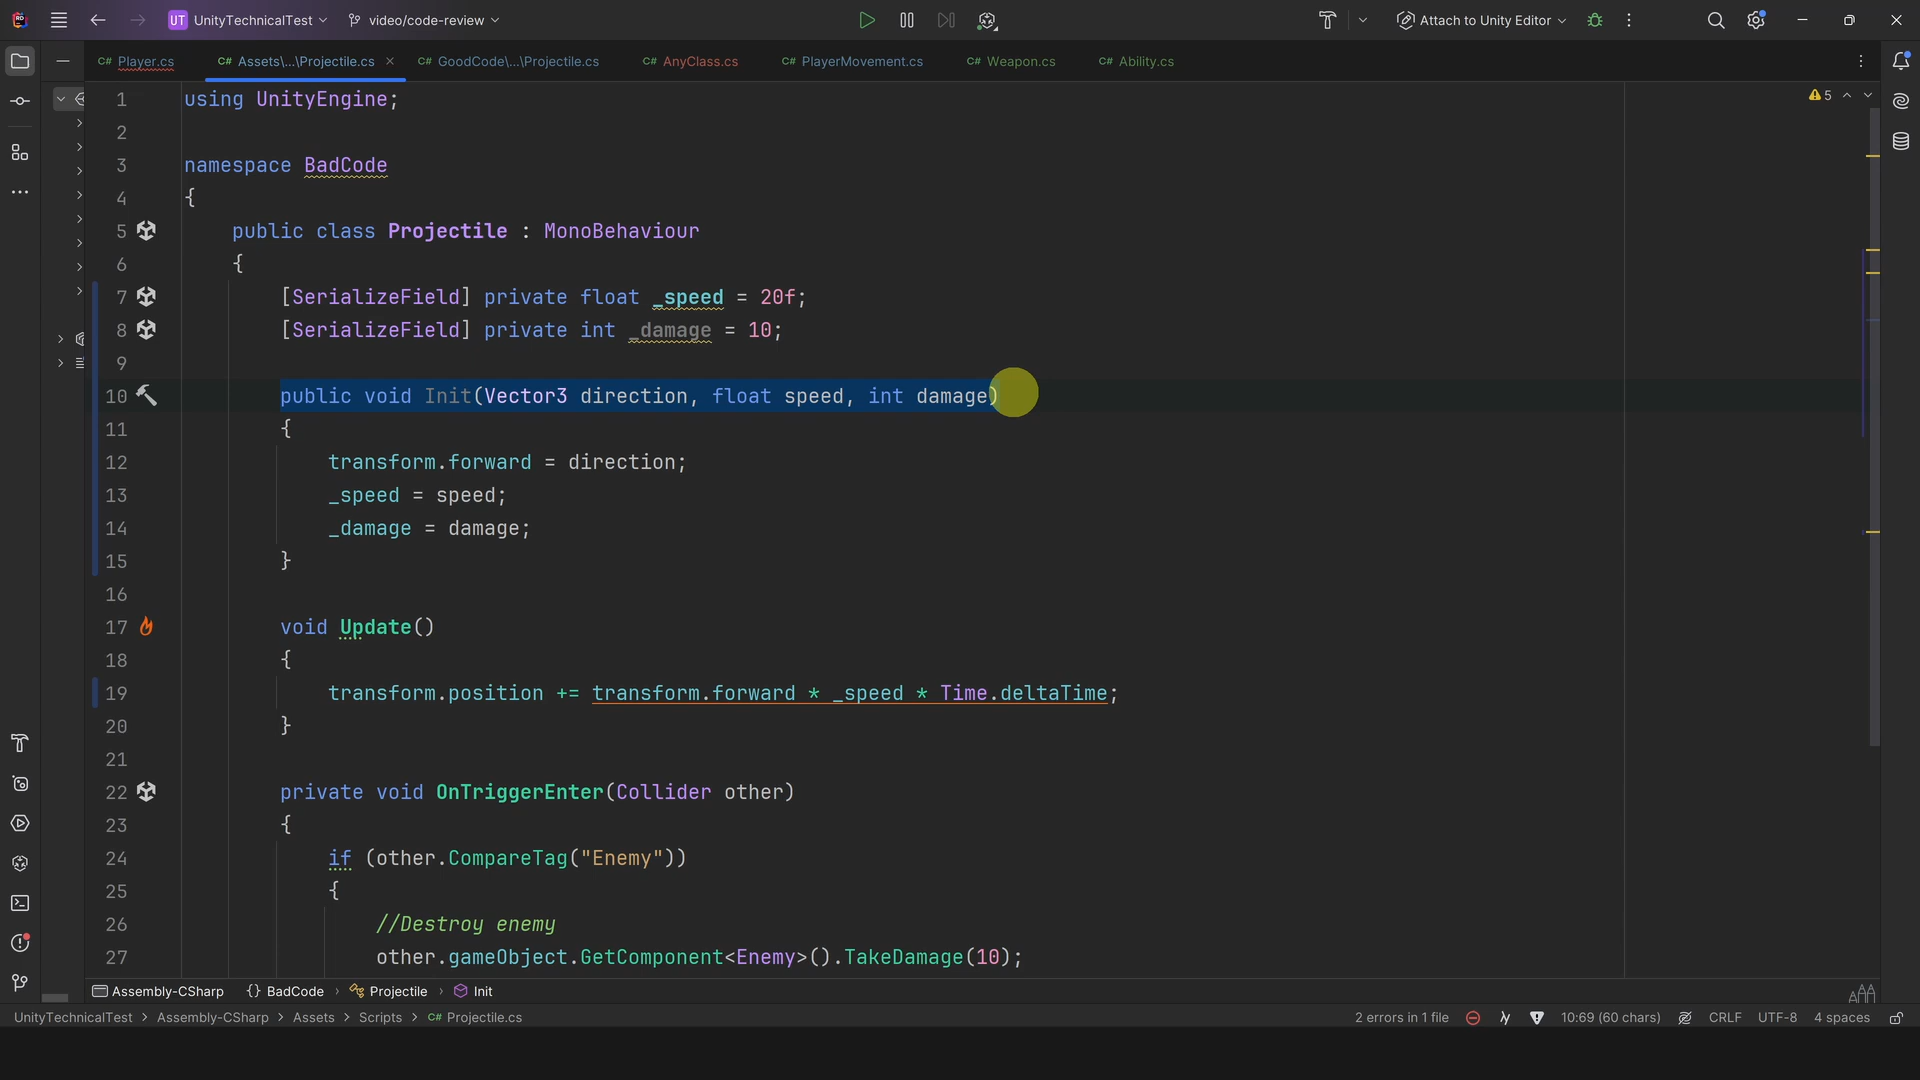 UT UnityTechnicalTest video/code-review Attach to Unity Editor
C# Player.cs C# Assets\...\Projectile.cs C# GoodCode\...\Projectile.cs C# AnyClass.cs C# PlayerMovement.cs C# Weapon.cs C# Ability.cs
1 using UnityEngine; 5
2
3 namespace BadCode
4 {
5 public class Projectile : MonoBehaviour
6 {
7 [SerializeField] private float _speed = 20f;
8 [SerializeField] private int _damage = 10;
9
10 public void Init(Vector3 direction, float speed, int damage)
11 {
12 transform.forward = direction;
13 _speed = speed;
14 _damage = damage;
15 }
16
17 void Update()
18 {
19 transform.position += transform.forward * _speed * Time.deltaTime;
20 }
21
22 private void OnTriggerEnter(Collider other)
23 {
24 if (other.CompareTag("Enemy"))
25 {
26 //Destroy enemy
27 other.gameObject.GetComponent<Enemy>().TakeDamage(10);
Assembly-CSharp {} BadCode › Projectile › Init
UnityTechnicalTest > Assembly-CSharp > Assets > Scripts > C# Projectile.cs 2 errors in 1 file 10:69 (60 chars) CRLF UTF-8 4 spaces